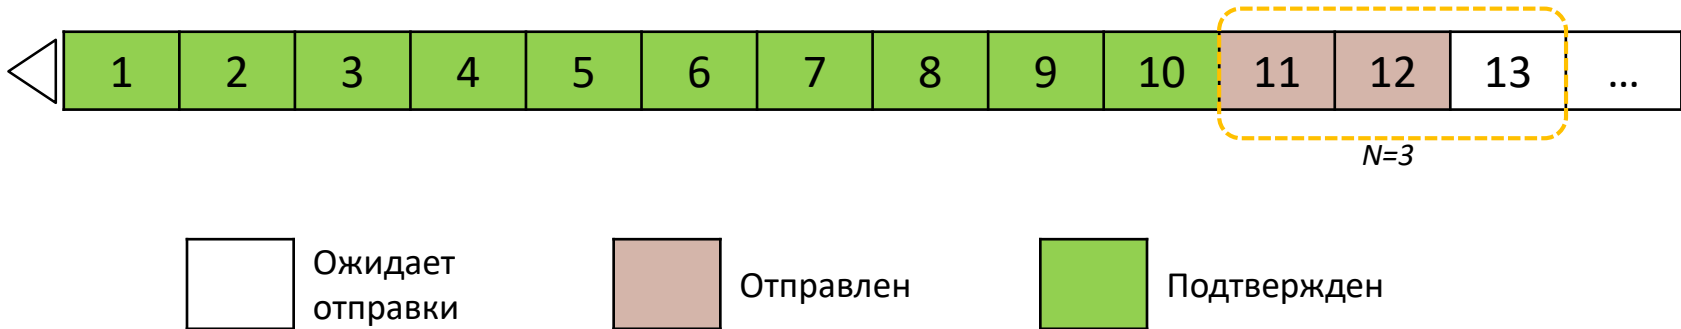 1 2 3 4 5 6 7 8 9 10 11 12 13 ...
N=3
Ожидает
отправки
Отправлен
Подтвержден